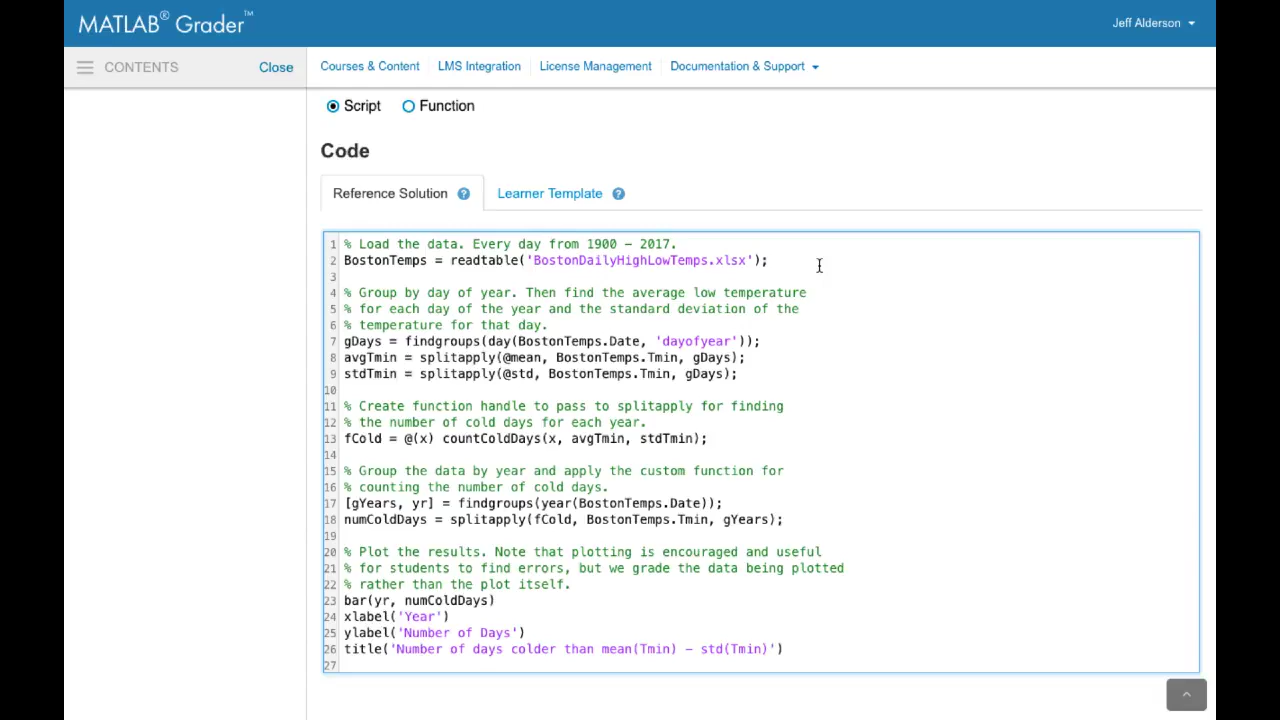 MATLAB® Grader™
Jeff Alderson
CONTENTS
Close
Courses & Content
LMS Integration
License Management
Documentation & Support
Script
Function
Code
Reference Solution ?
Learner Template ?
1 % Load the data. Every day from 1900 – 2017.
2 BostonTemps = readtable('BostonDailyHighLowTemps.xlsx');
3
4 % Group by day of year. Then find the average low temperature
5 % for each day of the year and the standard deviation of the
6 % temperature for that day.
7 gDays = findgroups(day(BostonTemps.Date, 'dayofyear'));
8 avgTmin = splitapply(@mean, BostonTemps.Tmin, gDays);
9 stdTmin = splitapply(@std, BostonTemps.Tmin, gDays);
10
11 % Create function handle to pass to splitapply for finding
12 % the number of cold days for each year.
13 fCold = @(x) countColdDays(x, avgTmin, stdTmin);
14
15 % Group the data by year and apply the custom function for
16 % counting the number of cold days.
17 [gYears, yr] = findgroups(year(BostonTemps.Date));
18 numColdDays = splitapply(fCold, BostonTemps.Tmin, gYears);
19
20 % Plot the results. Note that plotting is encouraged and useful
21 % for students to find errors, but we grade the data being plotted
22 % rather than the plot itself.
23 bar(yr, numColdDays)
24 xlabel('Year')
25 ylabel('Number of Days')
26 title('Number of days colder than mean(Tmin) – std(Tmin)')
27